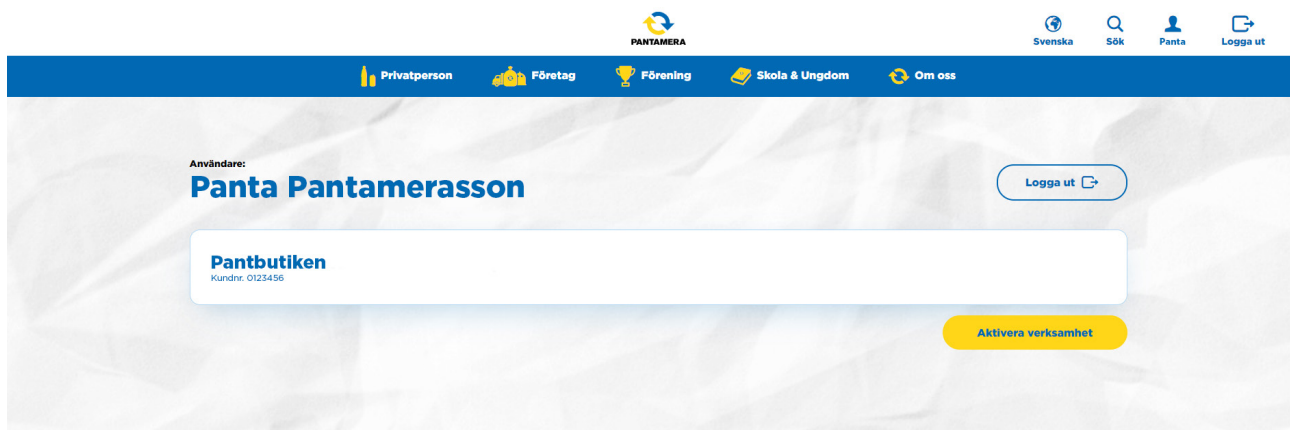 PANTAMERA
Svenska
Sök
Panta
Logga ut
Privatperson
Företag
Förening
Skola & Ungdom
Om oss
Användare:
Panta Pantamerasson
Logga ut
Pantbutiken
Kundnr. 0123456
Aktivera verksamhet